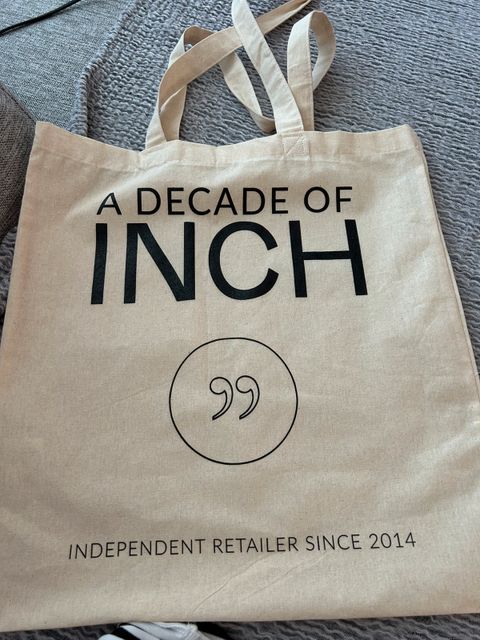 A DECADE OF
INCH
”
INDEPENDENT RETAILER SINCE 2014